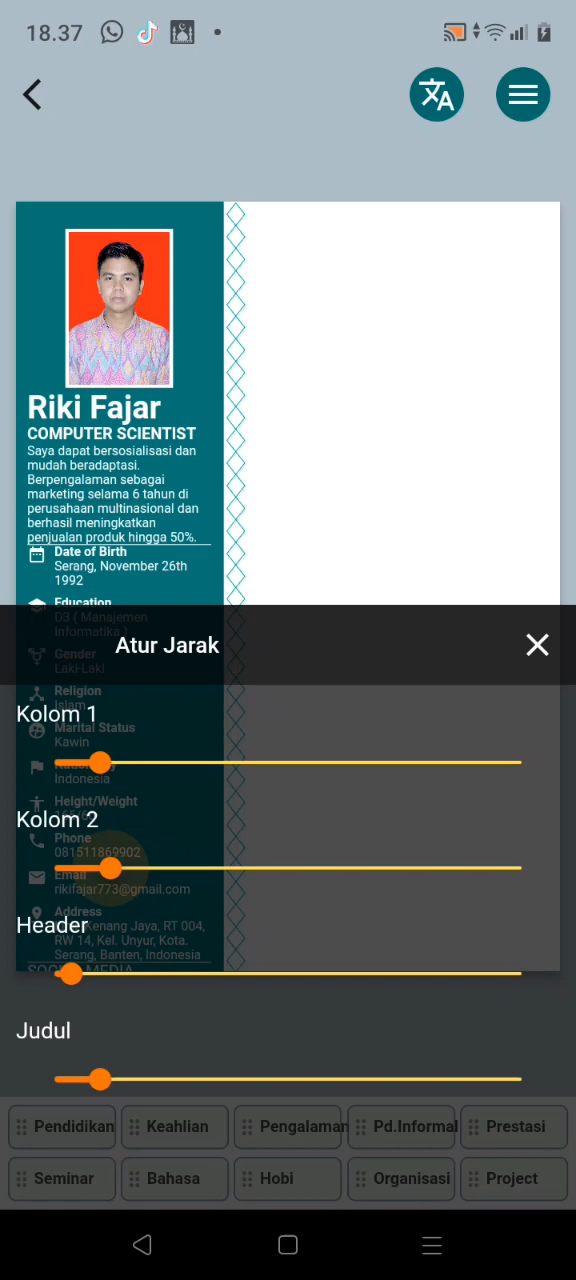 18.37
Riki Fajar
COMPUTER SCIENTIST
Saya dapat bersosialisasi dan
mudah beradaptasi.
Berpengalaman sebagai
marketing selama 6 tahun di
perusahaan multinasional dan
berhasil meningkatkan
penjualan produk hingga 50%.
Date of Birth
Serang, November 26th
1992
Education
D3 ( Manajemen
Informatika )
Atur Jarak
Gender
Laki-Laki
Religion
Islam
Kolom 1
Marital Status
Kawin
Indonesia
Height/Weight
Kolom 2
Phone
081511869902
Email
rikifajar773@gmail.com
Address
Kenang Jaya, RT 004,
Header
RW 14, Kel. Unyur, Kota.
Serang, Banten, Indonesia
SOCIAL MEDIA
Judul
Pendidikan Keahlian Pengalaman Pd.Informal Prestasi
Seminar Bahasa Hobi Organisasi Project